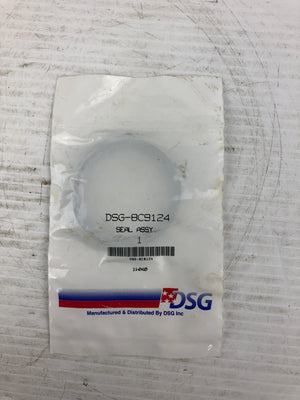 DSG-8C9124
SEAL ASSY
1
DSG
Manufactured & Distributed By DSG Inc